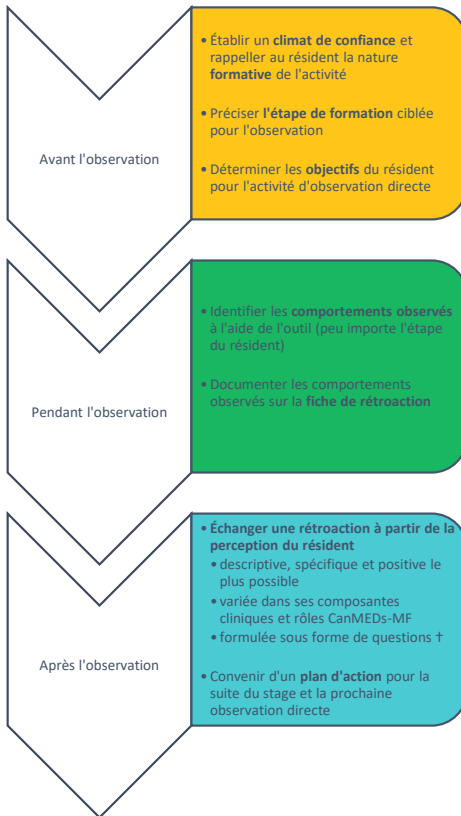 Avant l'observation
• Établir un climat de confiance et
rappeler au résident la nature
formative de l'activité
• Préciser l'étape de formation ciblée
pour l'observation
• Déterminer les objectifs du résident
pour l'activité d'observation directe
Pendant l'observation
• Identifier les comportements observés
à l'aide de l'outil (peu importe l'étape
du résident)
• Documenter les comportements
observés sur la fiche de rétroaction
Après l'observation
• Échanger une rétroaction à partir de la
perception du résident
• descriptive, spécifique et positive le
plus possible
• variée dans ses composantes
cliniques et rôles CanMEDs-MF
• formulée sous forme de questions †
• Convenir d'un plan d'action pour la
suite du stage et la prochaine
observation directe